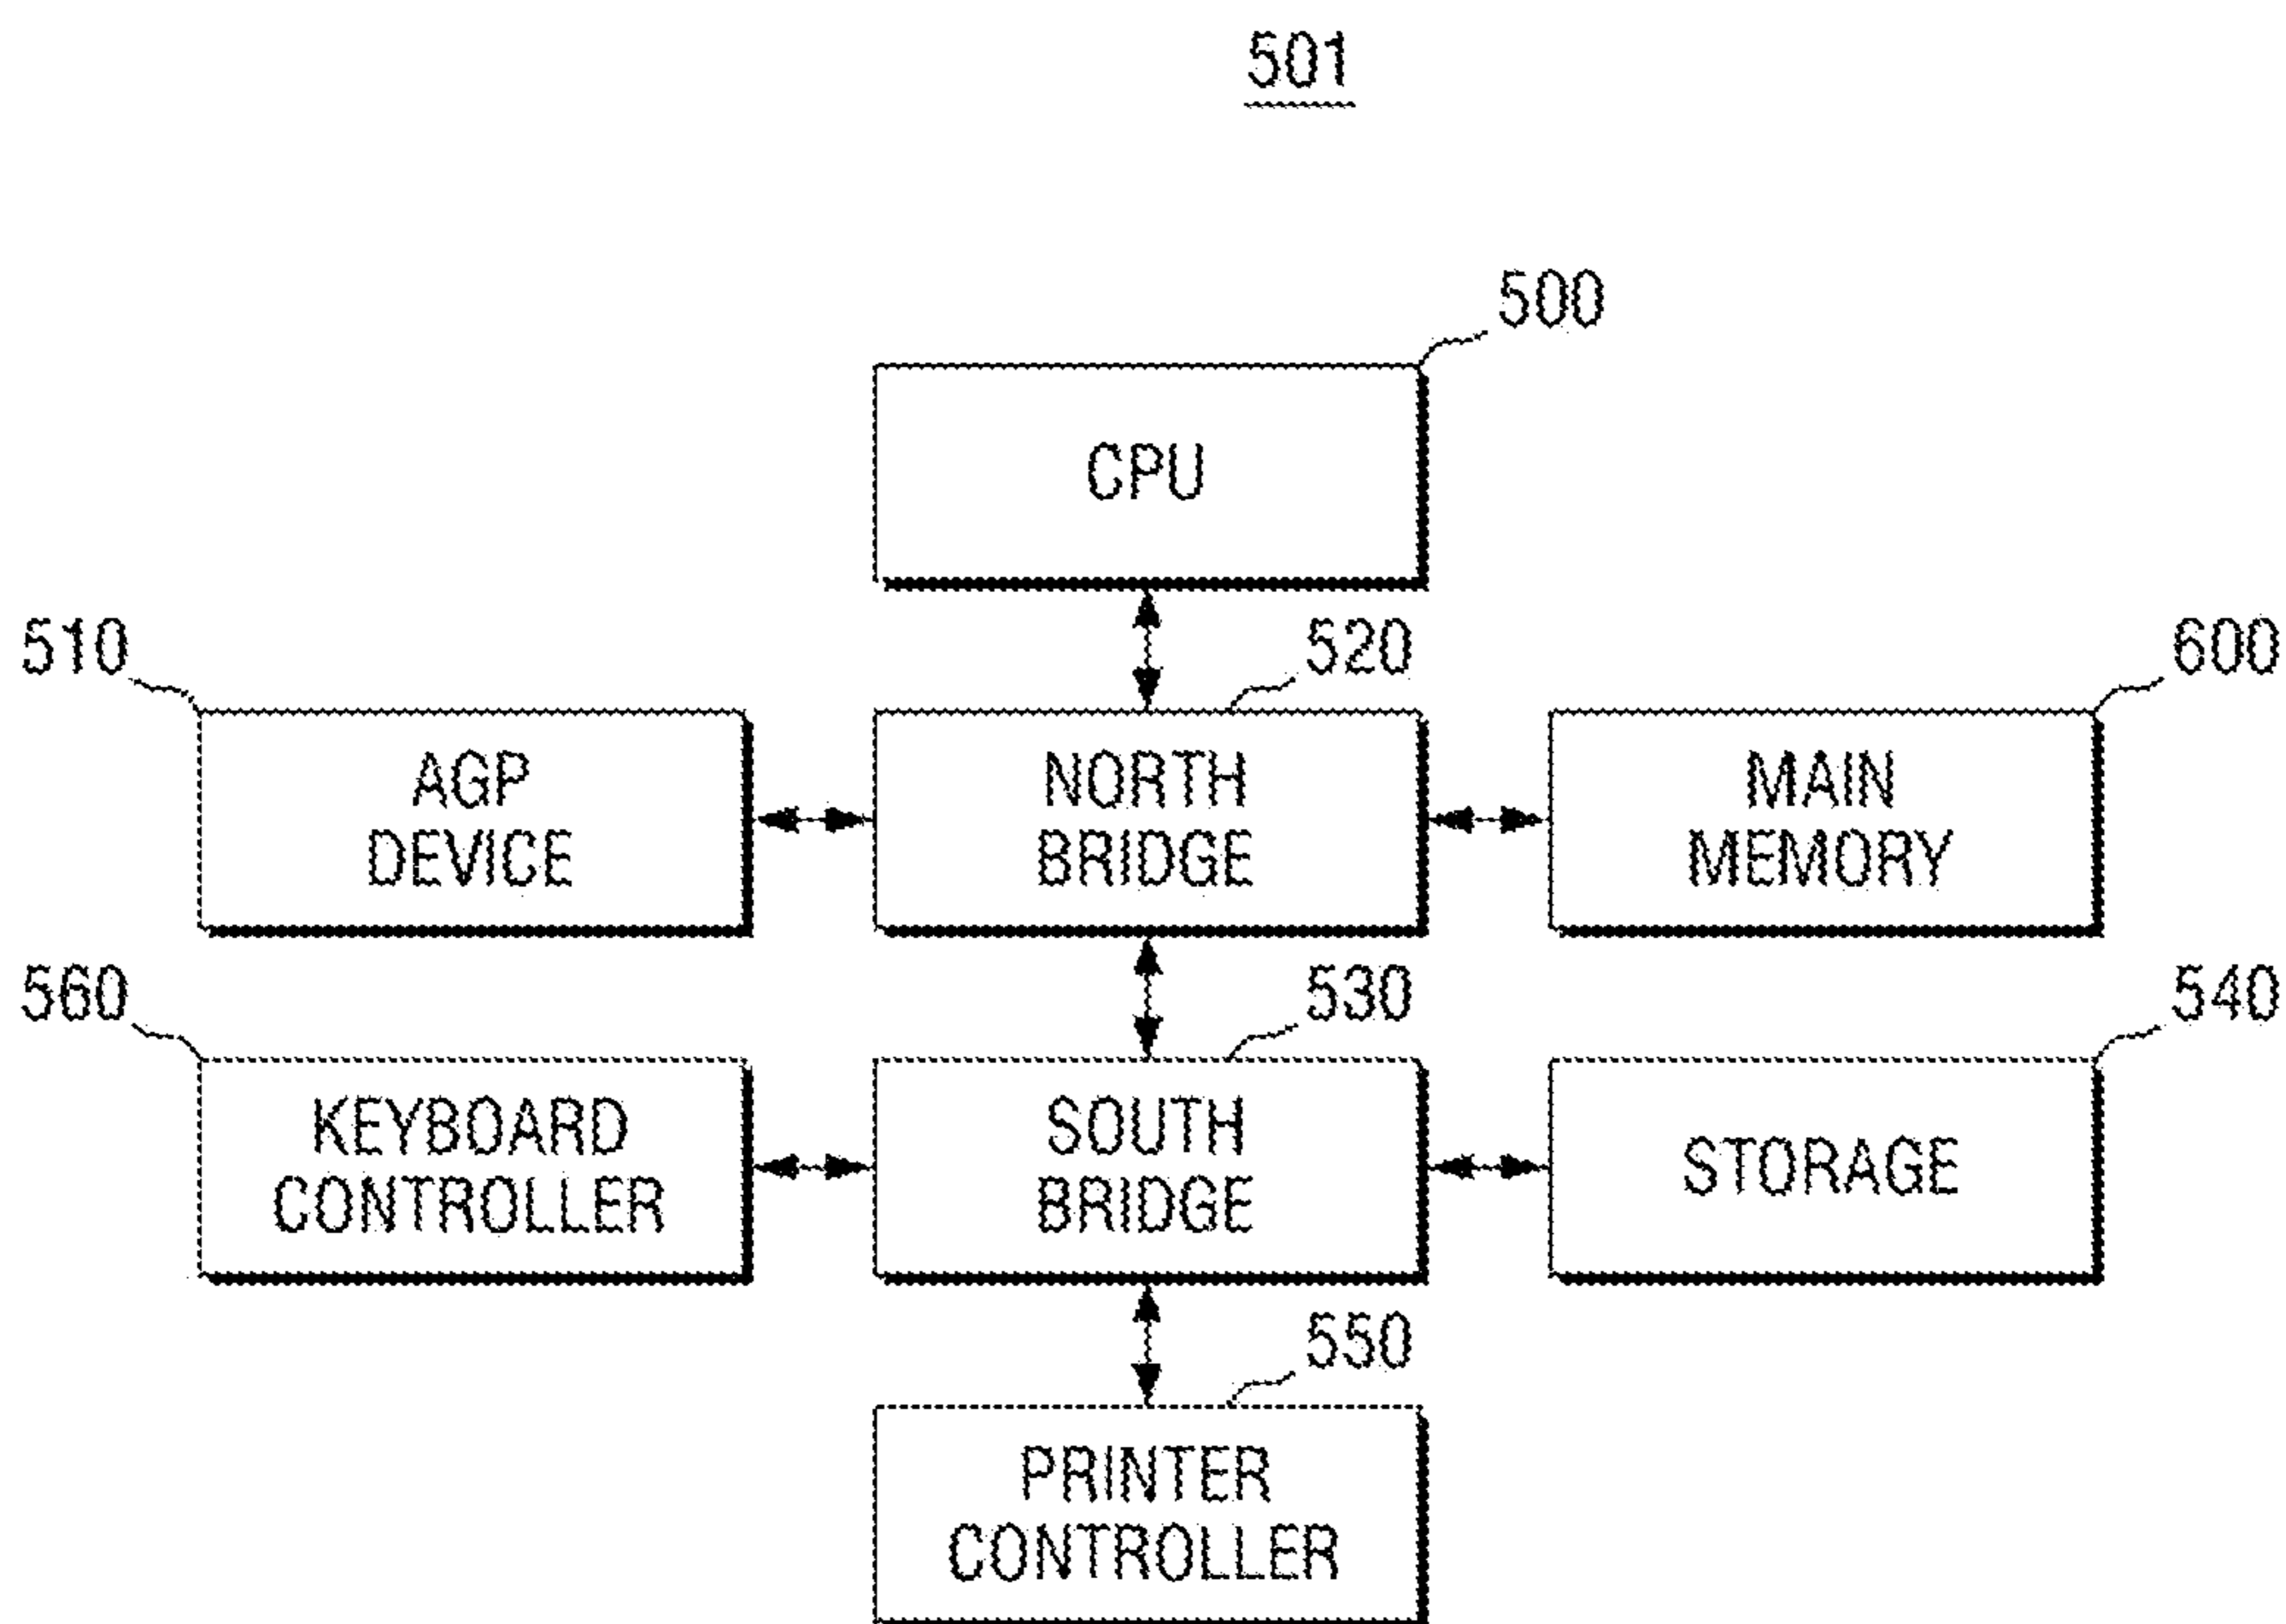 501
500
CPU
510
520
600
AGP
DEVICE
NORTH
BRIDGE
MAIN
MEMORY
560
530
540
KEYBOARD
CONTROLLER
SOUTH
BRIDGE
STORAGE
550
PRINTER
CONTROLLER